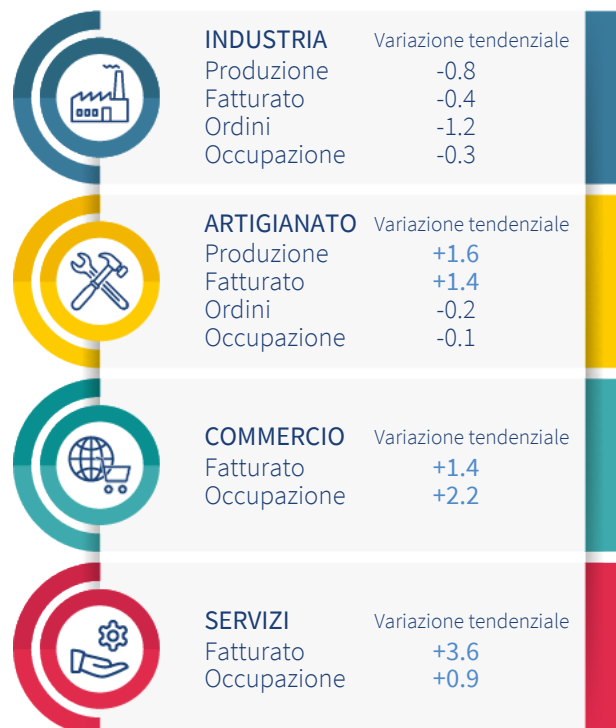 INDUSTRIA Variazione tendenziale
Produzione -0.8
Fatturato -0.4
Ordini -1.2
Occupazione -0.3
ARTIGIANATO Variazione tendenziale
Produzione +1.6
Fatturato +1.4
Ordini -0.2
Occupazione -0.1
COMMERCIO Variazione tendenziale
Fatturato +1.4
Occupazione +2.2
SERVIZI Variazione tendenziale
Fatturato +3.6
Occupazione +0.9